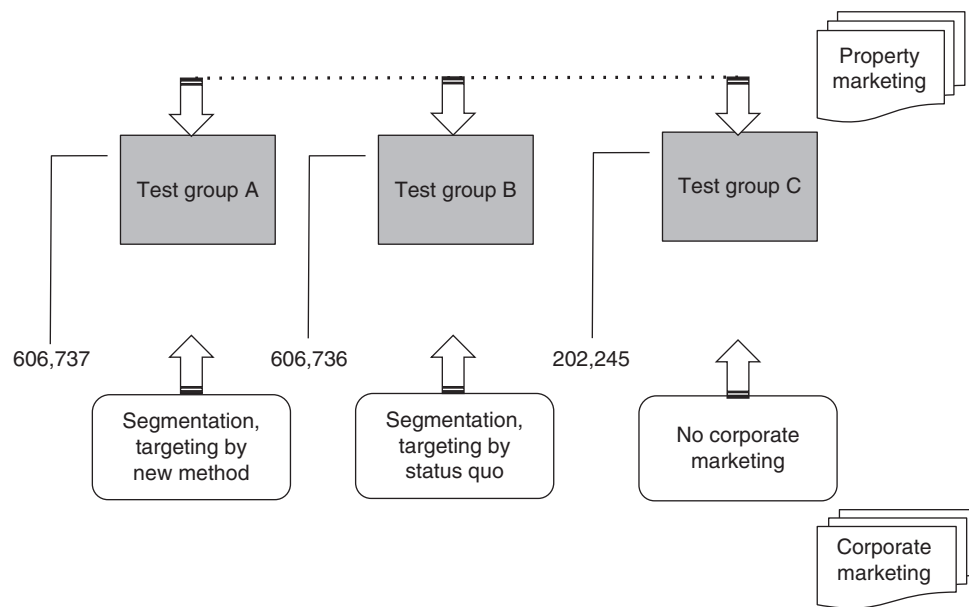 Property
marketing
Test group A
Test group B
Test group C
606,737
606,736
202,245
Segmentation,
targeting by
new method
Segmentation,
targeting by
status quo
No corporate
marketing
Corporate
marketing